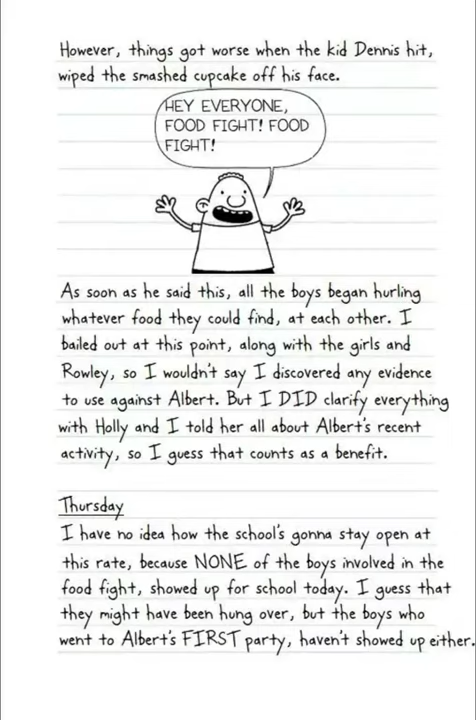 However, things got worse when the kid Dennis hit,
wiped the smashed cupcake off his face.
HEY EVERYONE,
FOOD FIGHT! FOOD
FIGHT!
As soon as he said this, all the boys began hurling
whatever food they could find, at each other. I
bailed out at this point, along with the girls and
Rowley, so I wouldn't say I discovered any evidence
to use against Albert. But I DID clarify everything
with Holly and I told her all about Albert's recent
activity, so I guess that counts as a benefit.
Thursday
I have no idea how the school's gonna stay open at
this rate, because NONE of the boys involved in the
food fight, showed up for school today. I guess that
they might have been hung over, but the boys who
went to Albert's FIRST party, haven't showed up either.